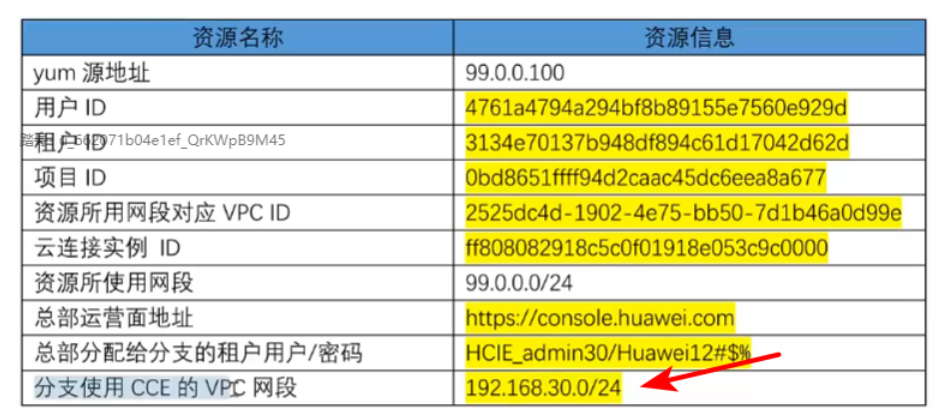 资源名称 资源信息
yum 源地址 99.0.0.100
用户 ID 4761a4794a294bf8b89155e7560e929d
租户 ID 3134e70137b948df894c61d17042d62d
项目 ID 0bd8651ffff94d2caac45dc6eea8a677
资源所用网段对应 VPC ID 2525dc4d-1902-4e75-bb50-7d1b46a0d99e
云连接实例 ID ff808082918c5c0f01918e053c9c0000
资源所使用网段 99.0.0.0/24
总部运营面地址 https://console.huawei.com
总部分配给分支的租户用户/密码 HCIE_admin30/Huawei12#$%
分支使用 CCE 的 VPC 网段 192.168.30.0/24